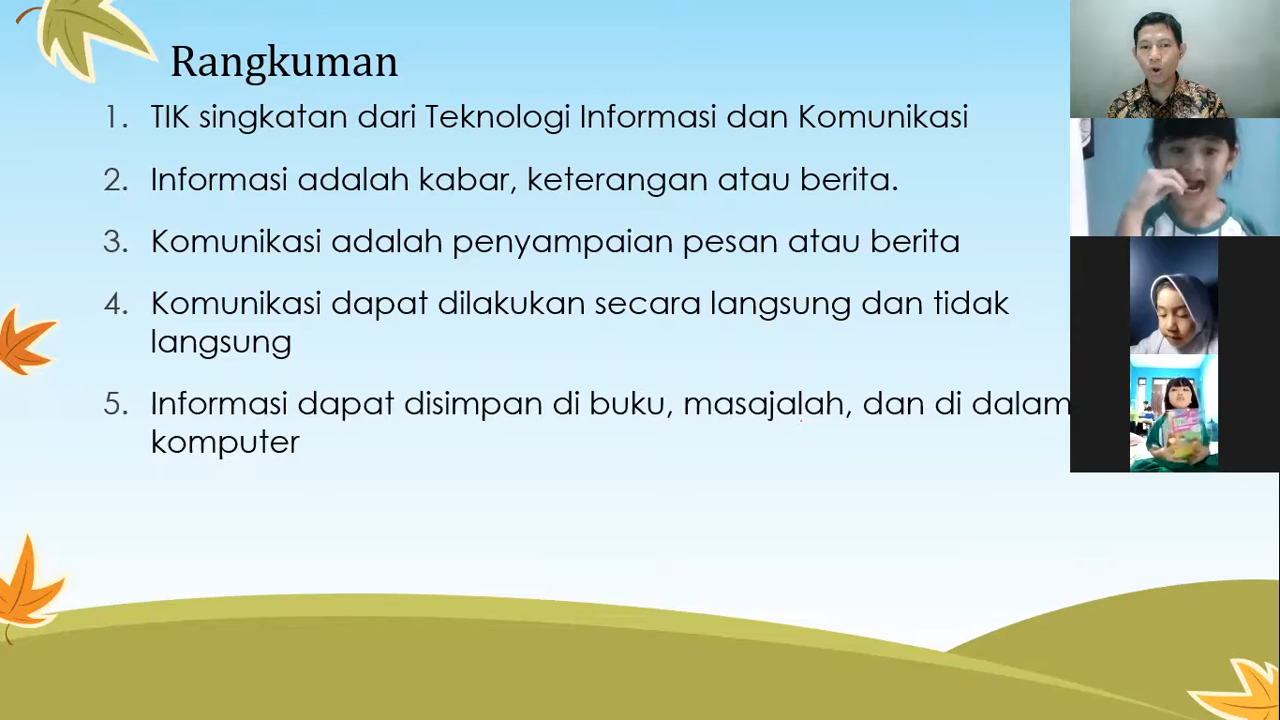 Rangkuman
1. TIK singkatan dari Teknologi Informasi dan Komunikasi
2. Informasi adalah kabar, keterangan atau berita.
3. Komunikasi adalah penyampaian pesan atau berita
4. Komunikasi dapat dilakukan secara langsung dan tidak
langsung
5. Informasi dapat disimpan di buku, masajalah, dan di dalam
komputer